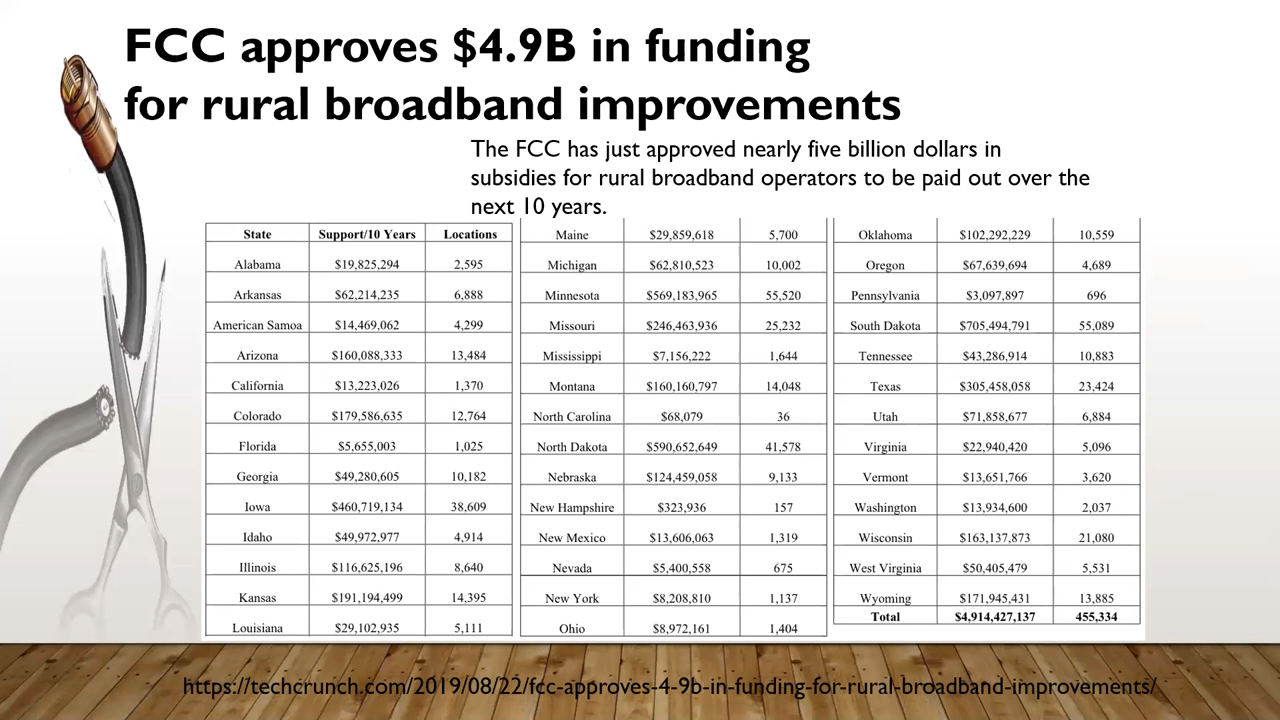 FCC approves $4.9B in funding
for rural broadband improvements
The FCC has just approved nearly five billion dollars in
subsidies for rural broadband operators to be paid out over the
next 10 years.
State Support/10 Years Locations
Alabama $19,825,294 2,595
Arkansas $62,214,235 6,888
American Samoa $14,469,062 4,299
Arizona $160,088,333 13,484
California $13,223,026 1,370
Colorado $179,586,635 12,764
Florida $5,655,003 1,025
Georgia $49,280,605 10,182
Iowa $460,719,134 38,609
Idaho $49,972,977 4,914
Illinois $116,625,196 8,640
Kansas $191,194,499 14,395
Louisiana $29,102,935 5,111
Maine $29,859,618 5,700
Michigan $62,810,523 10,002
Minnesota $569,183,965 55,520
Missouri $246,463,936 25,232
Mississippi $7,156,222 1,644
Montana $160,160,797 14,048
North Carolina $68,079 36
North Dakota $590,652,649 41,578
Nebraska $124,459,058 9,133
New Hampshire $323,936 157
New Mexico $13,606,063 1,319
Nevada $5,400,558 675
New York $8,208,810 1,137
Ohio $8,972,161 1,404
Oklahoma $102,292,229 10,559
Oregon $67,639,694 4,689
Pennsylvania $3,097,897 696
South Dakota $705,494,791 55,089
Tennessee $43,286,914 10,883
Texas $305,458,058 23,424
Utah $71,858,677 6,884
Virginia $22,940,420 5,096
Vermont $13,651,766 3,620
Washington $13,934,600 2,037
Wisconsin $163,137,873 21,080
West Virginia $50,405,479 5,531
Wyoming $171,945,431 13,885
Total $4,914,427,137 455,334
https://techcrunch.com/2019/08/22/fcc-approves-4-9b-in-funding-for-rural-broadband-improvements/